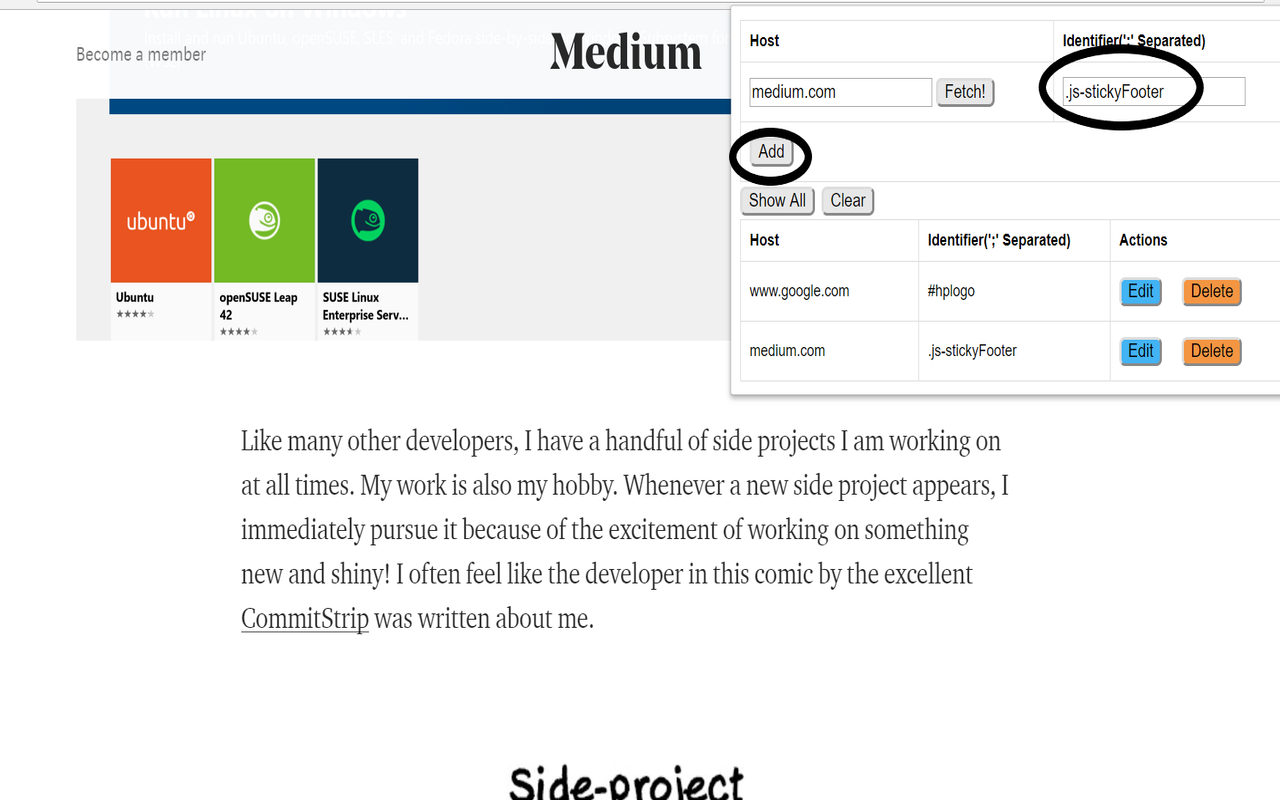 Run Linux on Windows
Install and run Ubuntu, openSUSE, SLES, and Fedora side-by-
Become a member
Medium
ubuntu®
Ubuntu
openSUSE Leap
42
SUSE Linux
Enterprise Serv...
Host
Identifier(';' Separated)
medium.com
Fetch!
.js-stickyFooter
Add
Show All
Clear
Host
Identifier(';' Separated)
Actions
www.google.com
#hplogo
Edit
Delete
medium.com
.js-stickyFooter
Edit
Delete
Like many other developers, I have a handful of side projects I am working on
at all times. My work is also my hobby. Whenever a new side project appears, I
immediately pursue it because of the excitement of working on something
new and shiny! I often feel like the developer in this comic by the excellent
CommitStrip was written about me.
Side-project